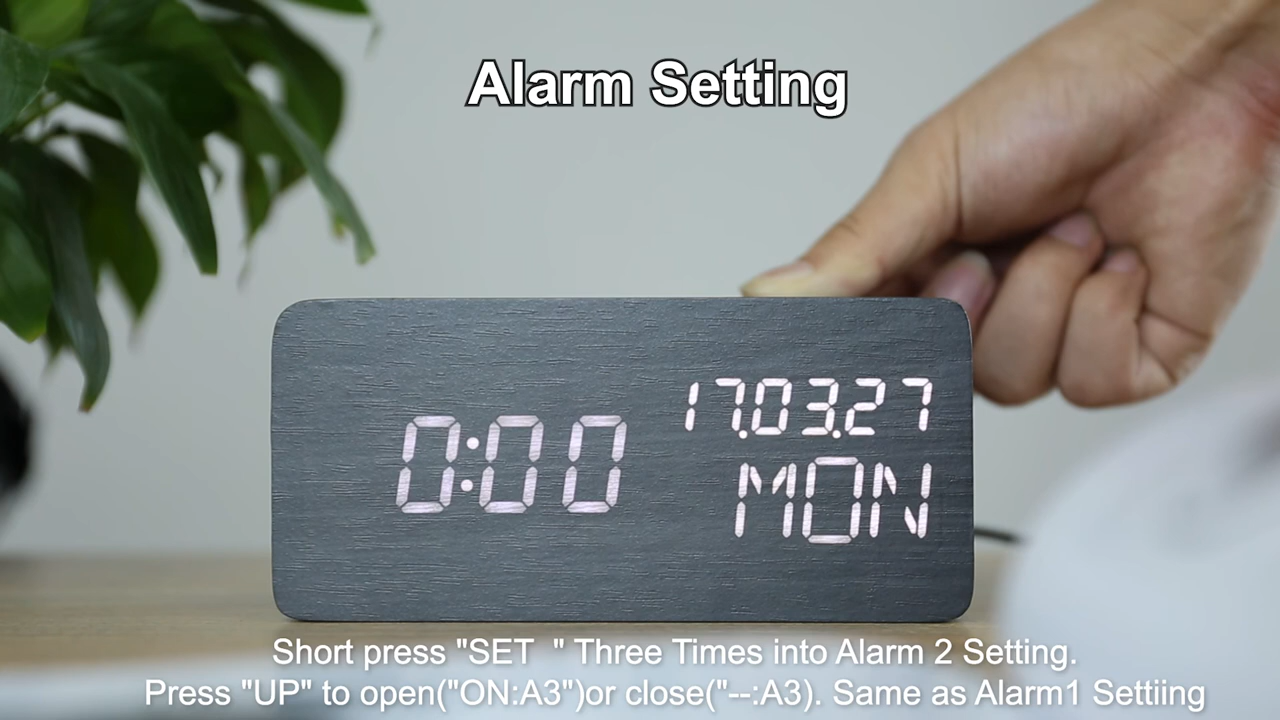 Alarm Setting
17.03.27
0:00
MON
Short press "SET  " Three Times into Alarm 2 Setting.
Press "UP" to open("ON:A3")or close("--:A3). Same as Alarm1 Settiing